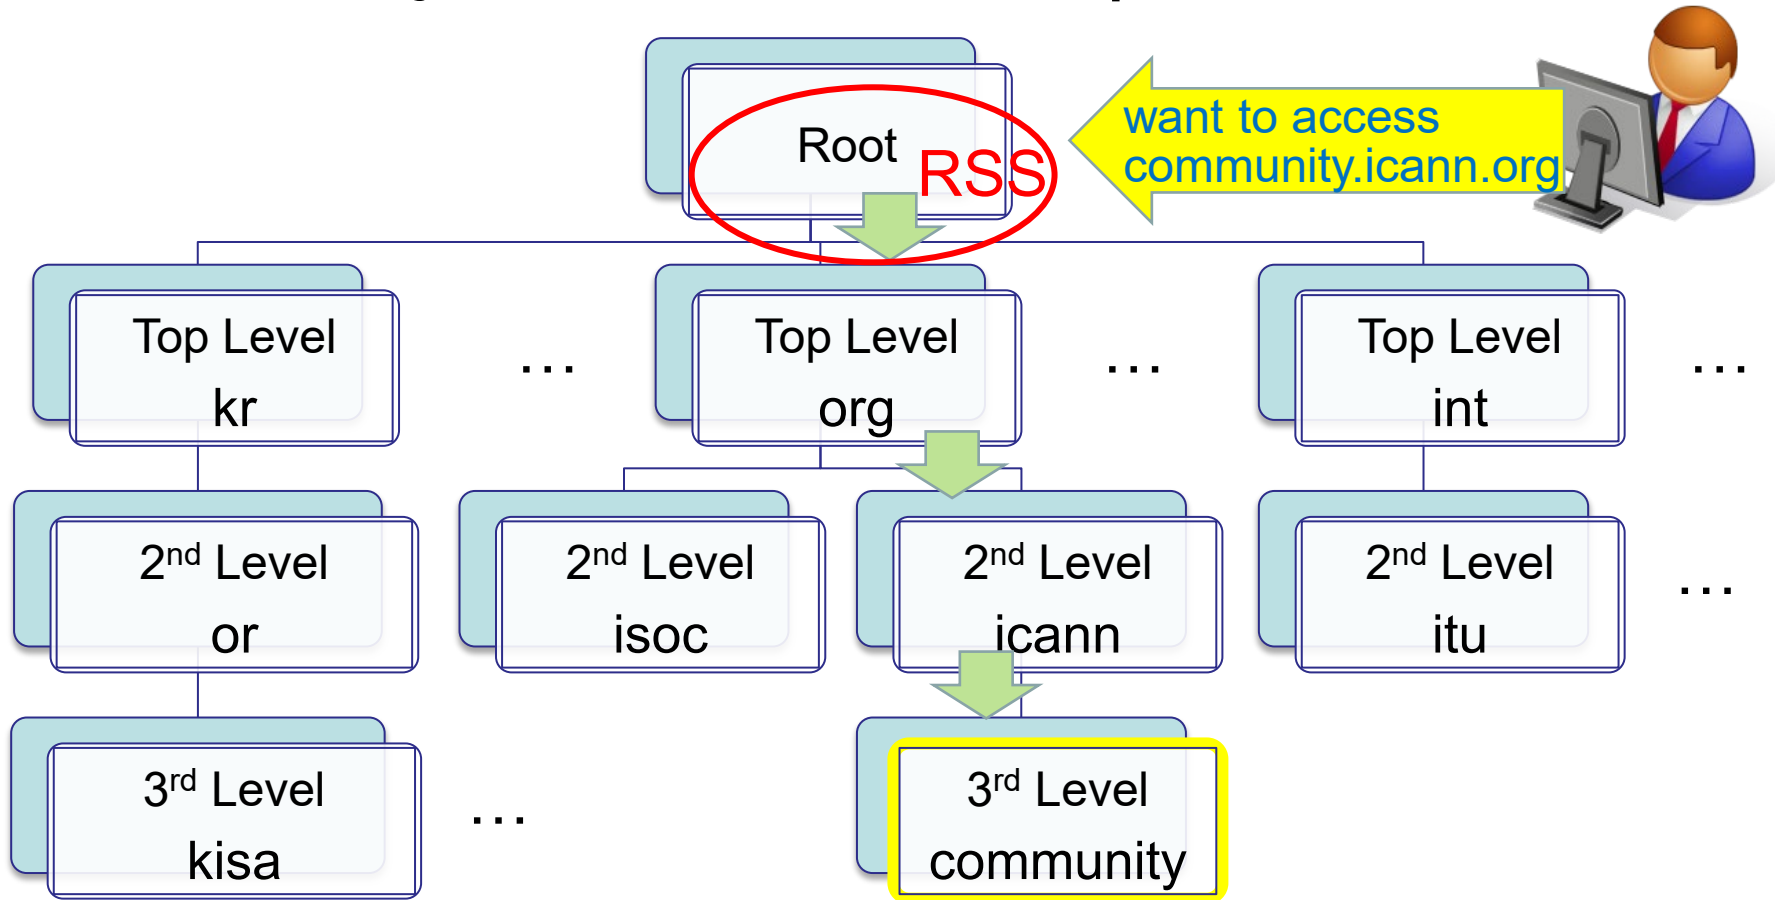 want to access
community.icann.org
Root
RSS
Top Level
kr
…
Top Level
org
…
Top Level
int
…
2nd Level
or
2nd Level
isoc
2nd Level
icann
2nd Level
itu
…
3rd Level
kisa
…
3rd Level
community